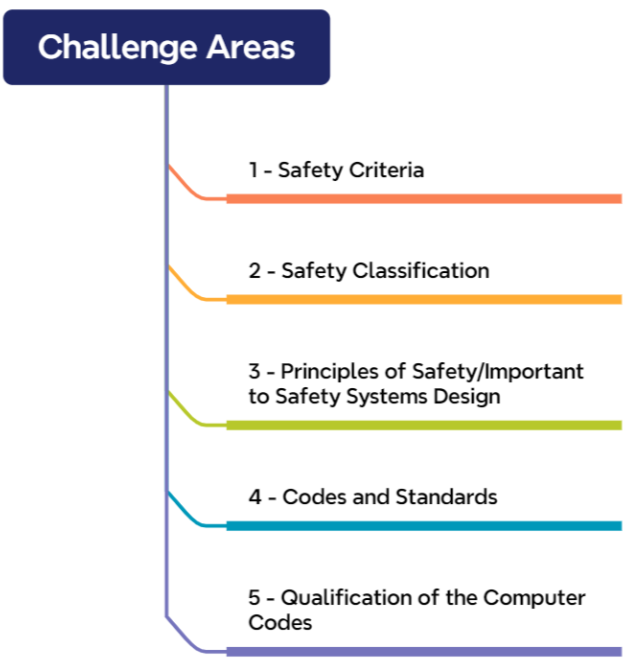 Challenge Areas
1 - Safety Criteria
2 - Safety Classification
3 - Principles of Safety/Important
to Safety Systems Design
4 - Codes and Standards
5 - Qualification of the Computer
Codes